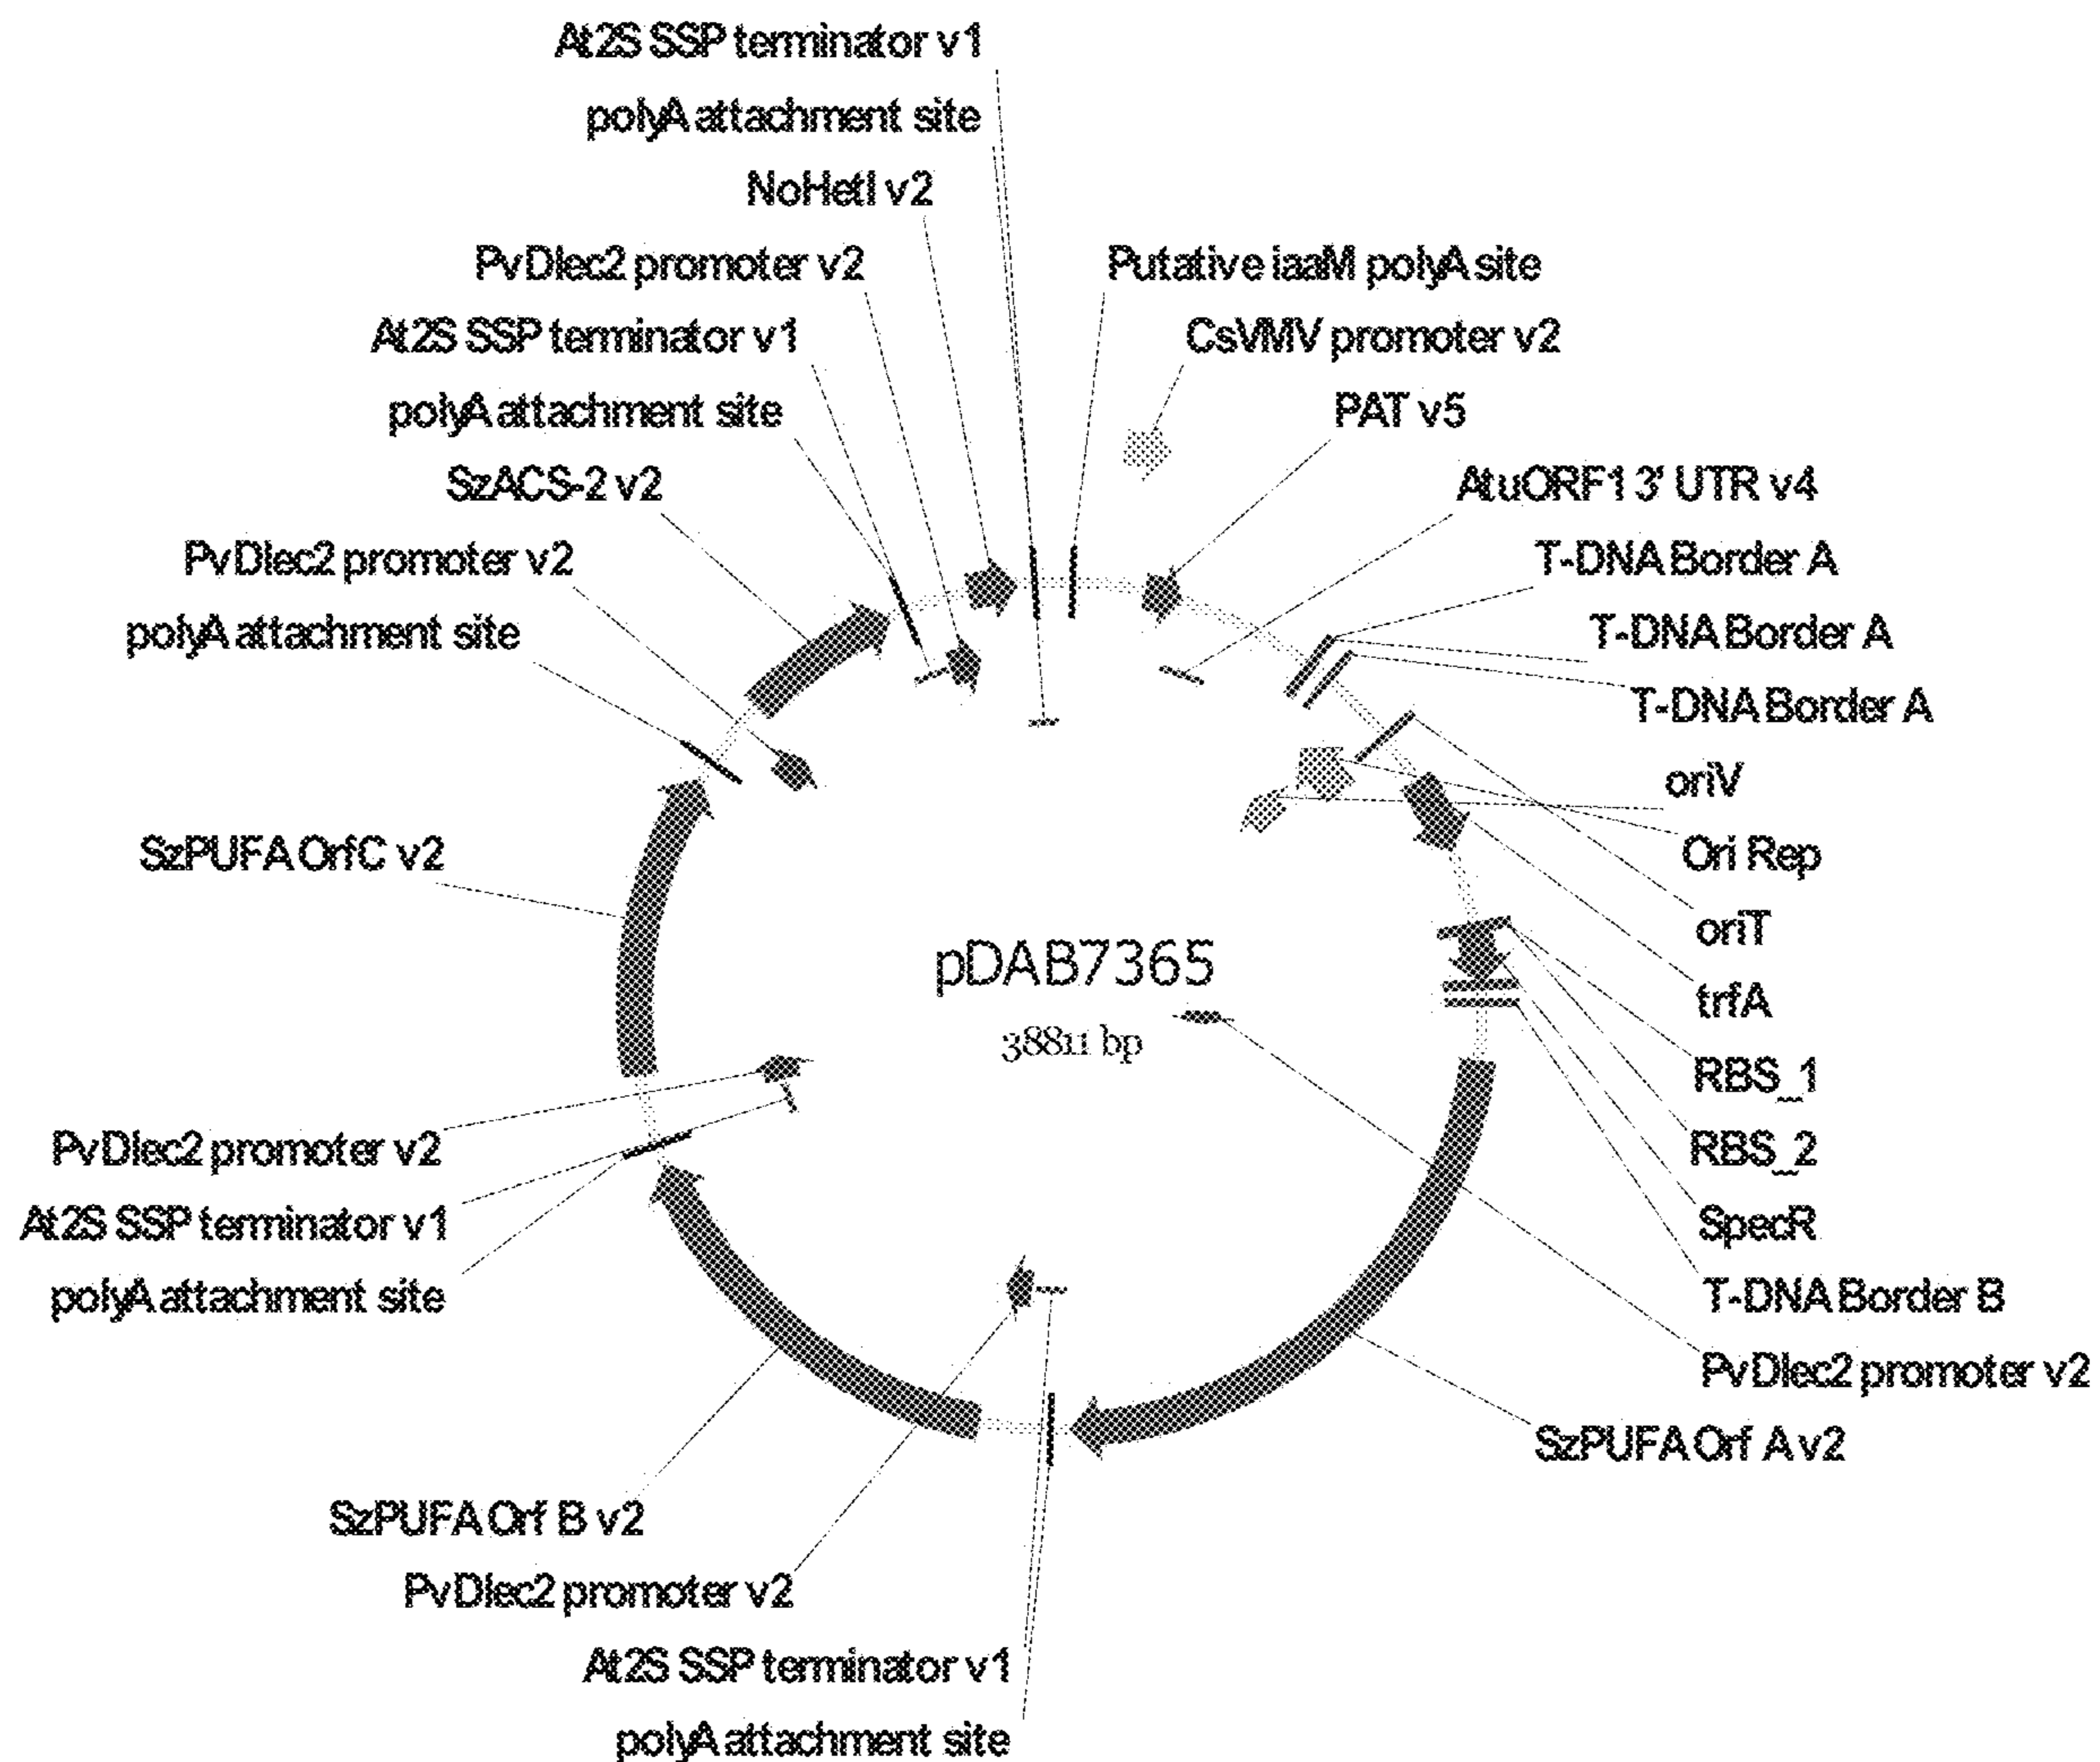 At2S SSP terminator v1
polyA attachment site
NoHetI v2
PvDlec2 promoter v2
At2S SSP terminator v1
polyA attachment site
SzACS-2 v2
PvDlec2 promoter v2
polyA attachment site
SzPUFA OrfC v2
PvDlec2 promoter v2
At2S SSP terminator v1
polyA attachment site
SzPUFA Orf B v2
PvDlec2 promoter v2
At2S SSP terminator v1
polyA attachment site
Putative iaaM polyA site
CsVMV promoter v2
PAT v5
AtuORF1 3' UTR v4
T-DNA Border A
T-DNA Border A
T-DNA Border A
oriV
Ori Rep
oriT
trfA
RBS_1
RBS_2
SpecR
T-DNA Border B
PvDlec2 promoter v2
SzPUFA Orf A v2
pDAB7365
38811 bp